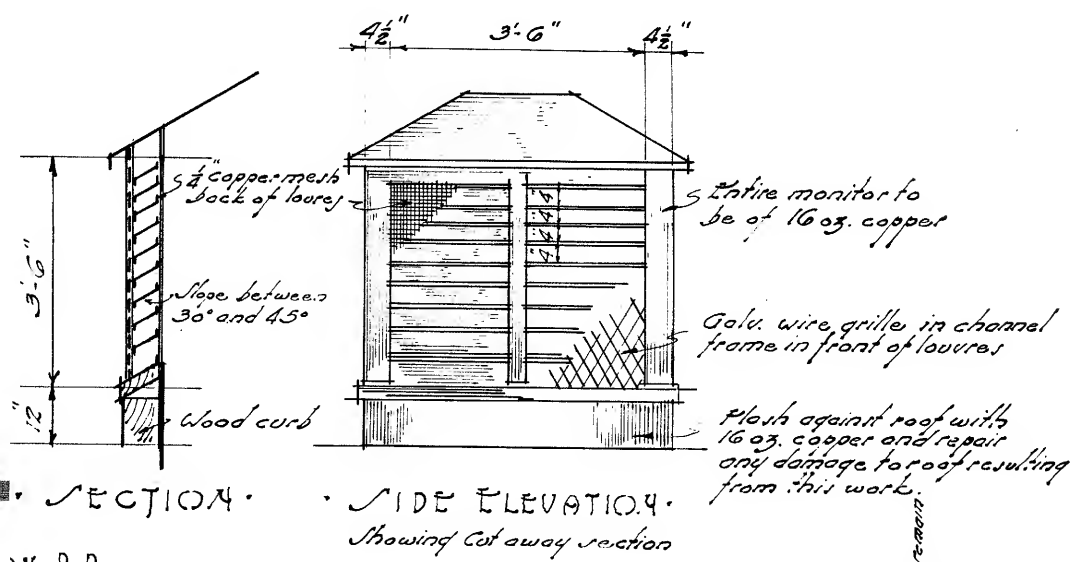 4½"
3'-6"
4½"
¼" copper mesh
back of louvres
3'-6"
Slope between
30° and 45°
12"
Wood curb
4" 4" 4" 4"
Entire monitor to
be of 16 oz. copper
Galv. wire grille in channel
frame in front of louvres
Flash against roof with
16 oz. copper and repair
any damage to roof resulting
from this work.
· SECTION ·
· SIDE ELEVATION ·
Showing Cut away section
remain